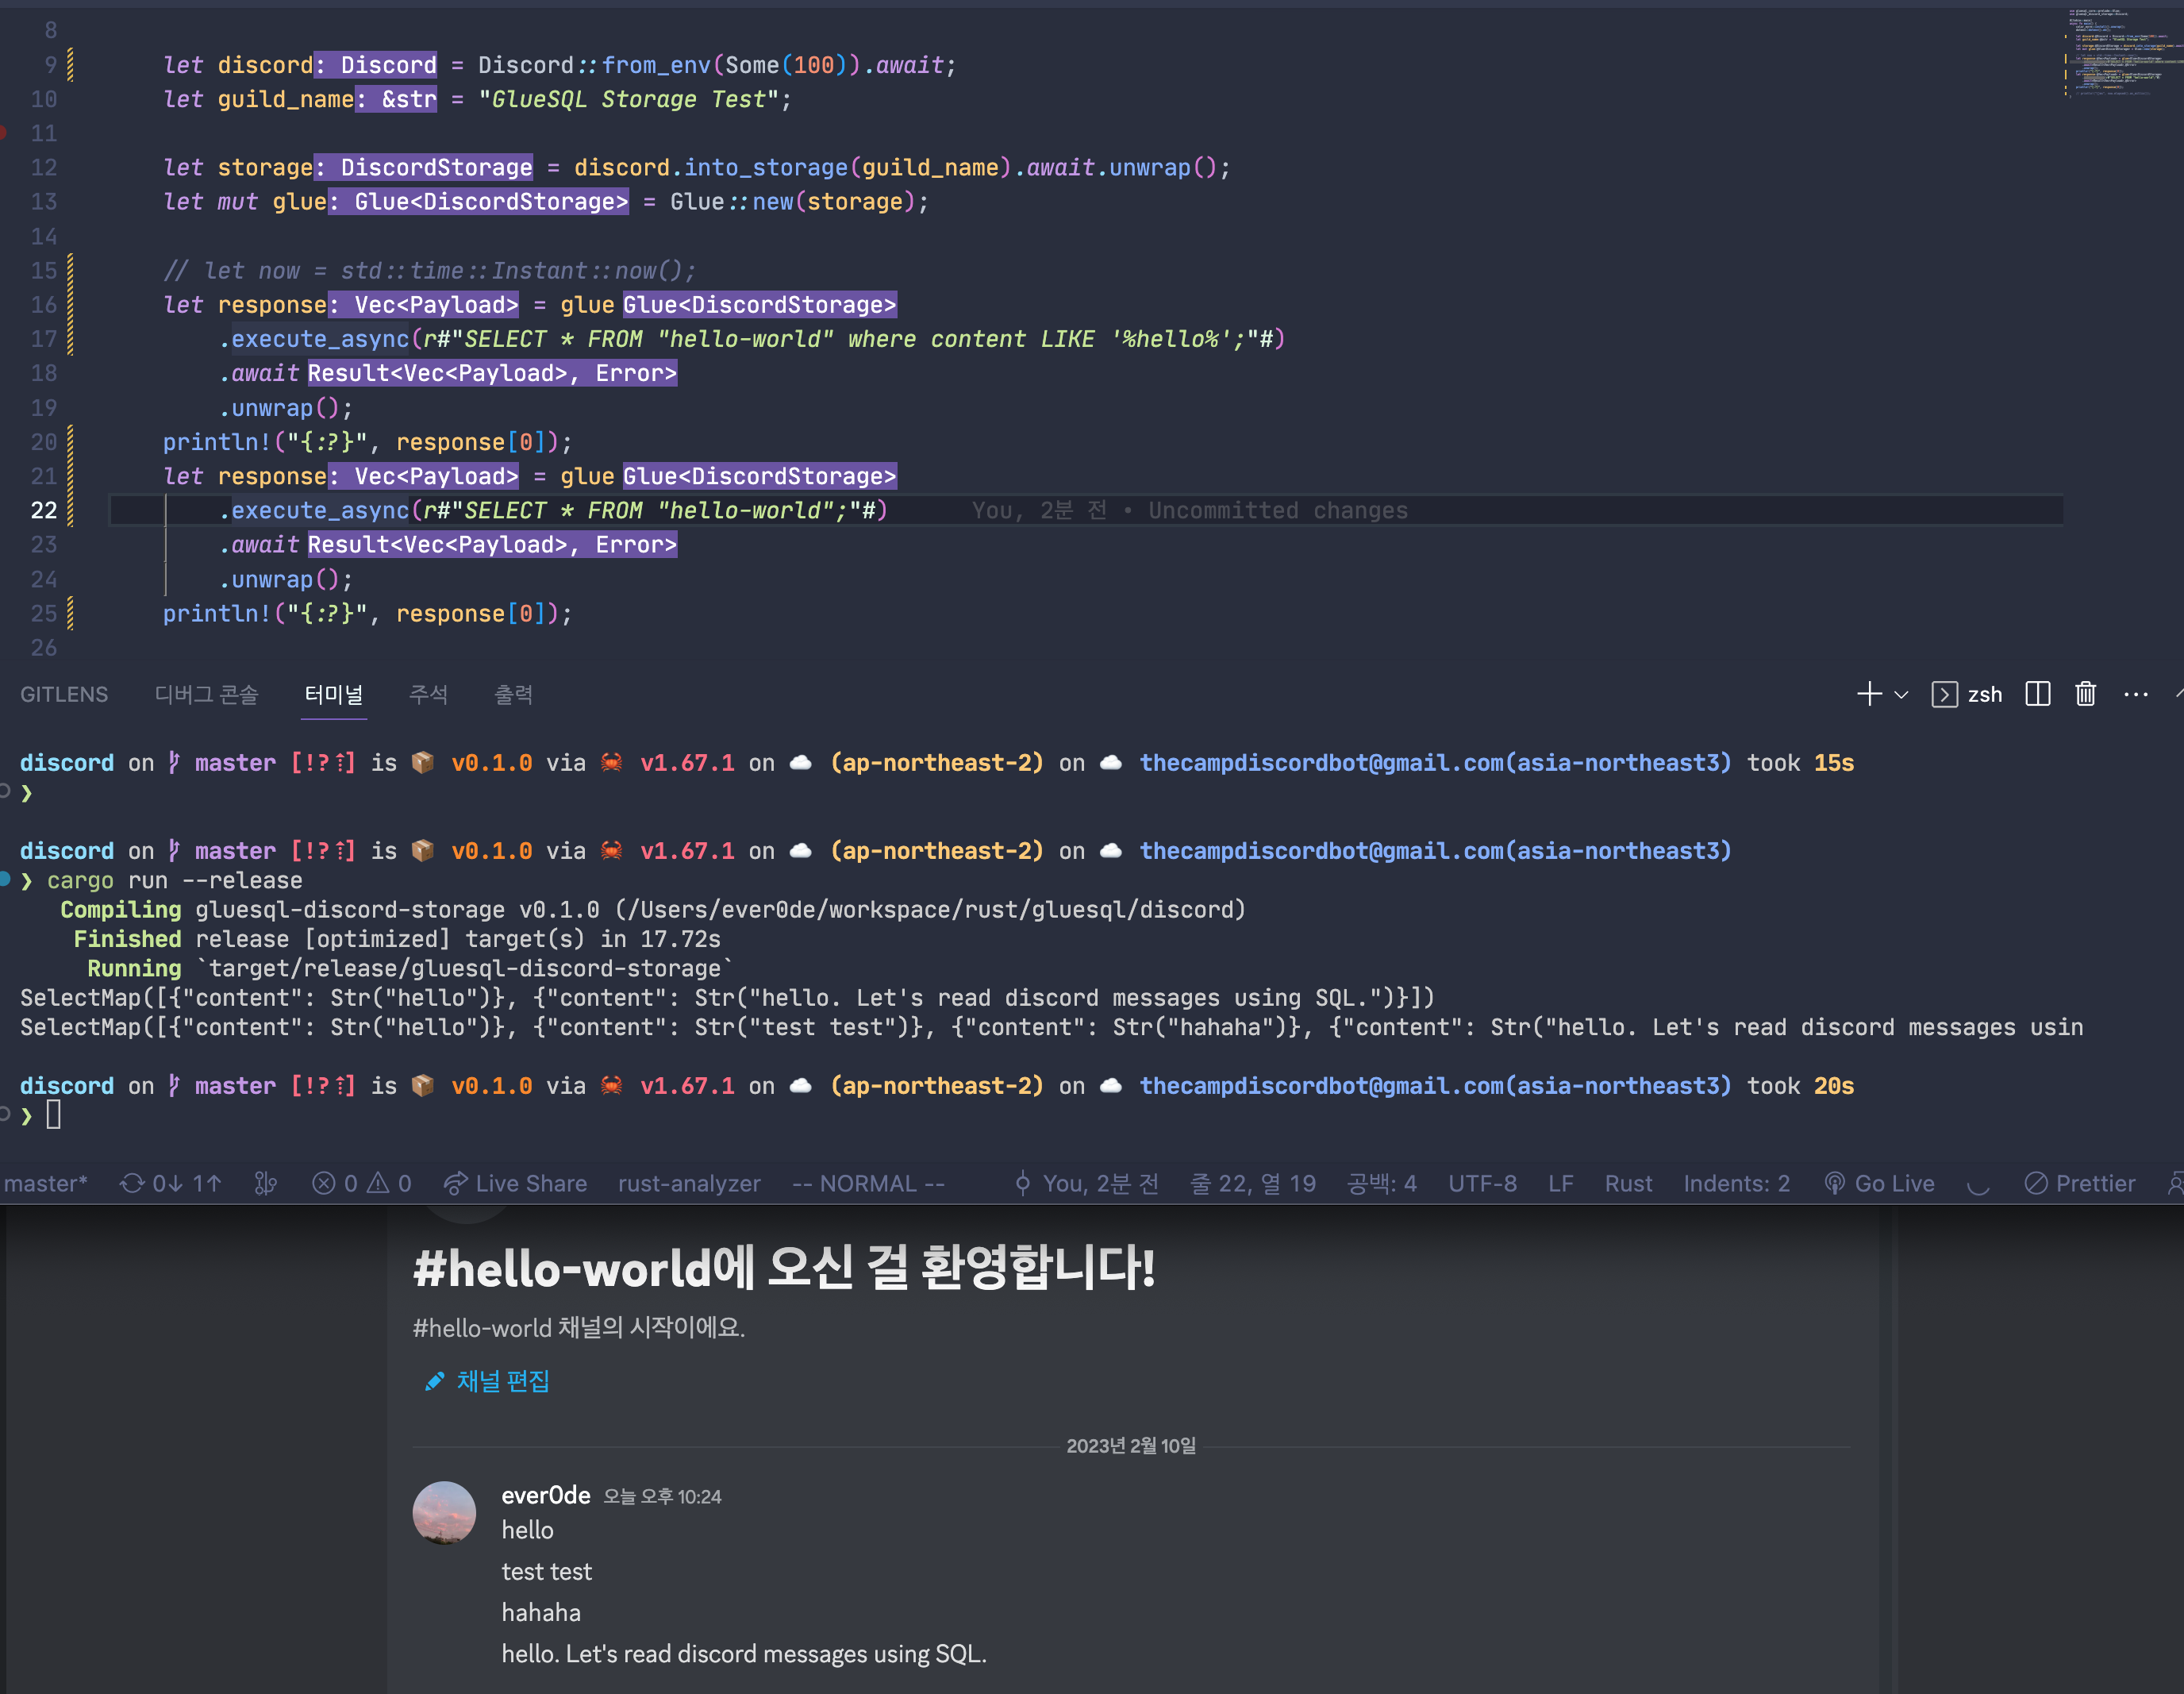 8
9 let discord: Discord = Discord::from_env(Some(100)).await;
10 let guild_name: &str = "GlueSQL Storage Test";
11
12 let storage: DiscordStorage = discord.into_storage(guild_name).await.unwrap();
13 let mut glue: Glue<DiscordStorage> = Glue::new(storage);
14
15 // let now = std::time::Instant::now();
16 let response: Vec<Payload> = glue Glue<DiscordStorage>
17 .execute_async(r#"SELECT * FROM "hello-world" where content LIKE '%hello%';"#)
18 .await Result<Vec<Payload>, Error>
19 .unwrap();
20 println!("{:?}", response[0]);
21 let response: Vec<Payload> = glue Glue<DiscordStorage>
22 .execute_async(r#"SELECT * FROM "hello-world";"#) You, 2분 전 • Uncommitted changes
23 .await Result<Vec<Payload>, Error>
24 .unwrap();
25 println!("{:?}", response[0]);
26
GITLENS 디버그 콘솔 터미널 주석 출력 zsh
discord on master [!?⇡] is 📦 v0.1.0 via 🦀 v1.67.1 on ☁️ (ap-northeast-2) on ☁️ thecampdiscordbot@gmail.com(asia-northeast3) took 15s
❯
discord on master [!?⇡] is 📦 v0.1.0 via 🦀 v1.67.1 on ☁️ (ap-northeast-2) on ☁️ thecampdiscordbot@gmail.com(asia-northeast3)
❯ cargo run --release
Compiling gluesql-discord-storage v0.1.0 (/Users/ever0de/workspace/rust/gluesql/discord)
Finished release [optimized] target(s) in 17.72s
Running `target/release/gluesql-discord-storage`
SelectMap([{"content": Str("hello")}, {"content": Str("hello. Let's read discord messages using SQL.")}])
SelectMap([{"content": Str("hello")}, {"content": Str("test test")}, {"content": Str("hahaha")}, {"content": Str("hello. Let's read discord messages usin
discord on master [!?⇡] is 📦 v0.1.0 via 🦀 v1.67.1 on ☁️ (ap-northeast-2) on ☁️ thecampdiscordbot@gmail.com(asia-northeast3) took 20s
❯
master* 0↓ 1↑ 0 0 Live Share rust-analyzer -- NORMAL -- You, 2분 전 줄 22, 열 19 공백: 4 UTF-8 LF Rust Indents: 2 Go Live Prettier
#hello-world에 오신 걸 환영합니다!
#hello-world 채널의 시작이에요.
채널 편집
2023년 2월 10일
ever0de 오늘 오후 10:24
hello
test test
hahaha
hello. Let's read discord messages using SQL.